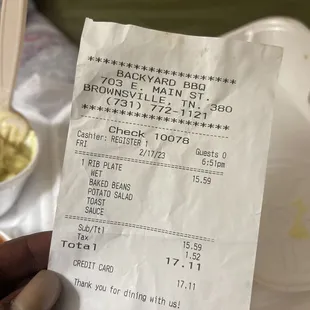 ********************************
BACKYARD BBQ
703 E. MAIN ST.
BROWNSVILLE, TN. 380
(731) 772-1121
********************************
Check 10078
Cashier: REGISTER 1 Guests 0
FRI 2/17/23 6:51pm
1 RIB PLATE 15.59
WET
BAKED BEANS
POTATO SALAD
TOAST
SAUCE
Sub/Ttl 15.59
Tax 1.52
Total 17.11
CREDIT CARD 17.11
Thank you for dining with us!